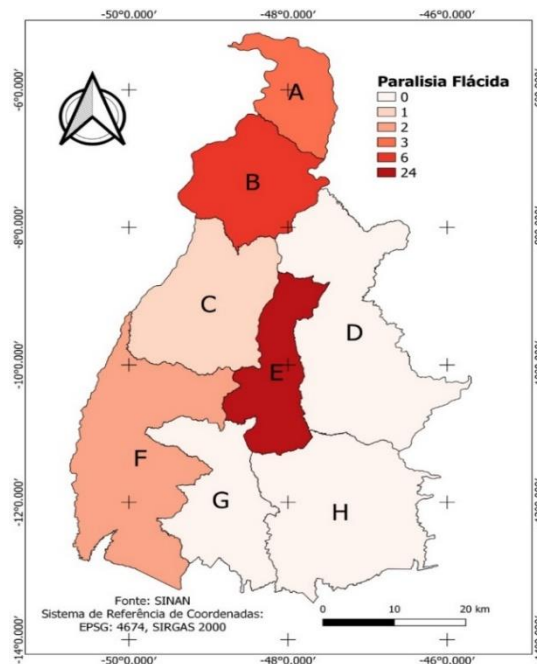 -50°0.000' -48°0.000' -46°0.000'
Paralisia Flácida
0
1
2
3
6
24
A
B
C
D
E
F
G
H
-6°0.000'
-8°0.000'
-10°0.000'
-12°0.000'
-14°0.000'
Fonte: SINAN
Sistema de Referência de Coordenadas:
EPSG: 4674, SIRGAS 2000
0 10 20 km
-50°0.000' -48°0.000' -46°0.000'